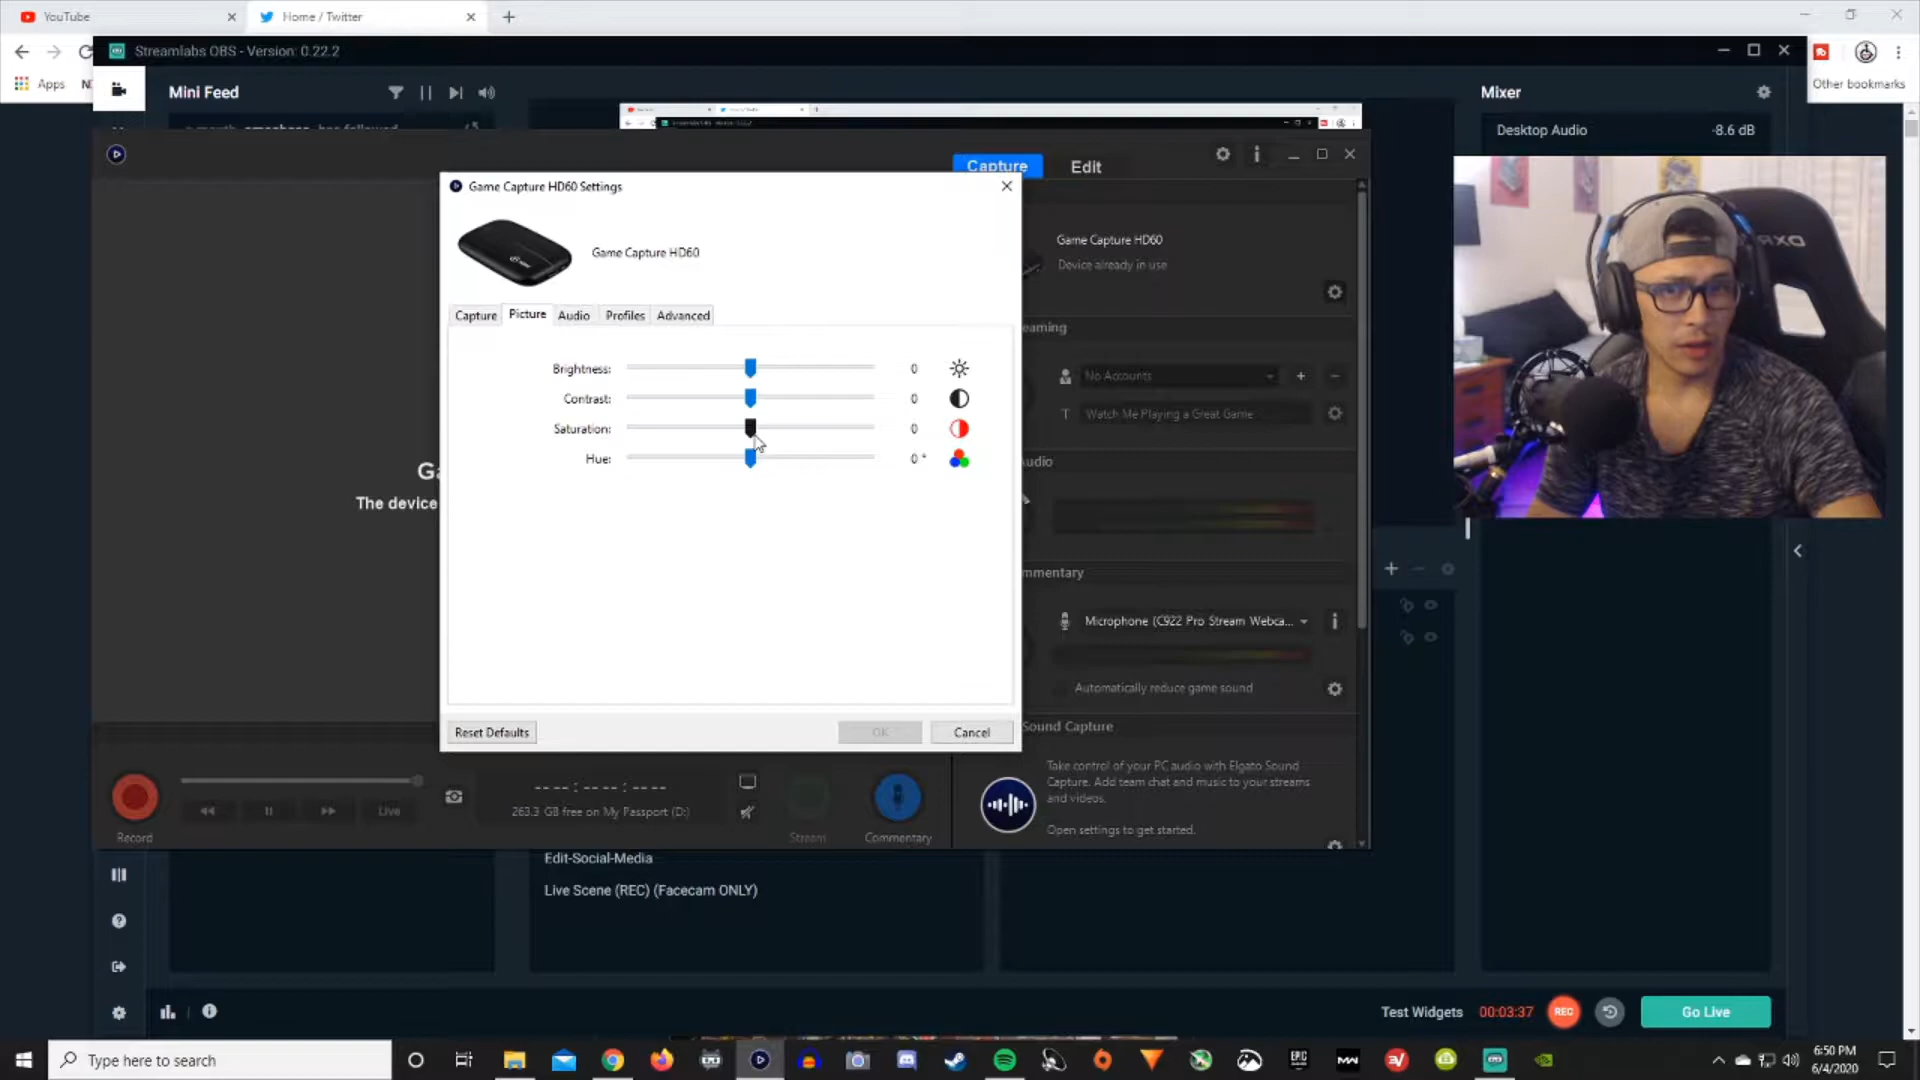 YouTube
Home / Twitter
Streamlabs OBS - Version: 0.22.2
Apps
Other bookmarks
Mini Feed
Mixer
Desktop Audio
-8.6 dB
Capture
Edit
Game Capture HD60 Settings
Game Capture HD60
Game Capture HD60
Device already in use
Capture
Picture
Audio
Profiles
Advanced
eaming
Brightness:
0
No Accounts
Contrast:
0
Watch Me Playing a Great Game
Saturation:
0
Hue:
0 °
udio
Ga
The device
mmentary
Microphone (C922 Pro Stream Webca...
Automatically reduce game sound
Reset Defaults
OK
Cancel
Sound Capture
Take control of your PC audio with Elgato Sound
Capture. Add team chat and music to your streams
and videos.
Open settings to get started.
-- -- : -- -- : -- --
263.3 GB free on My Passport (D:)
Live
Record
Stream
Commentary
Edit-Social-Media
Live Scene (REC) (Facecam ONLY)
Test Widgets
00:03:37
REC
Go Live
Type here to search
EPIC
MW
6:50 PM
6/4/2020
DXR